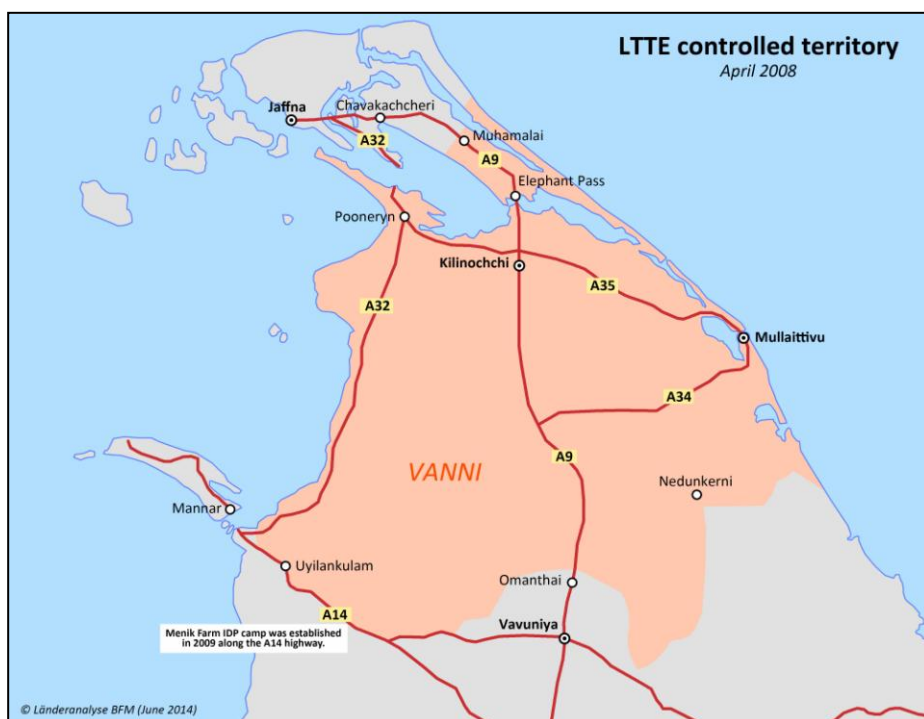 LTTE controlled territory
April 2008
Jaffna
Chavakachcheri
A32
Muhamalai
A9
Elephant Pass
Pooneryn
Kilinochchi
A35
A32
Mullaittivu
A34
A9
VANNI
Nedunkerni
Mannar
Uyilankulam
Omanthai
A14
Vavuniya
Menik Farm IDP camp was established
in 2009 along the A14 highway.
© Länderanalyse BFM (June 2014)